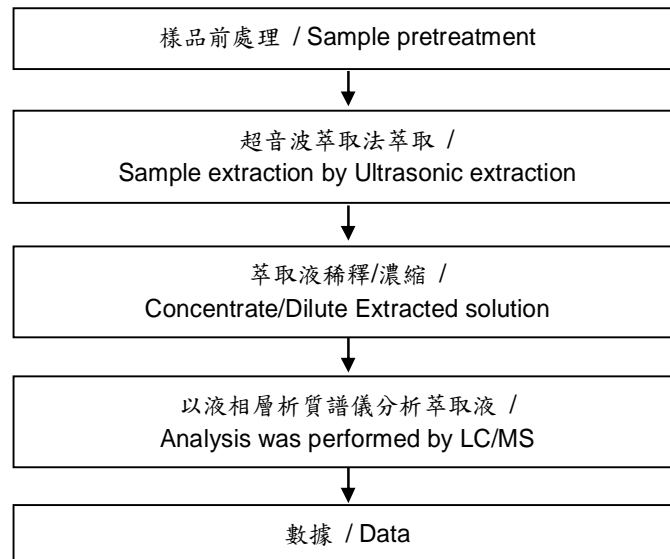 樣品前處理 / Sample pretreatment
超音波萃取法萃取 /
Sample extraction by Ultrasonic extraction
萃取液稀釋/濃縮 /
Concentrate/Dilute Extracted solution
以液相層析質譜儀分析萃取液 /
Analysis was performed by LC/MS
數據 / Data